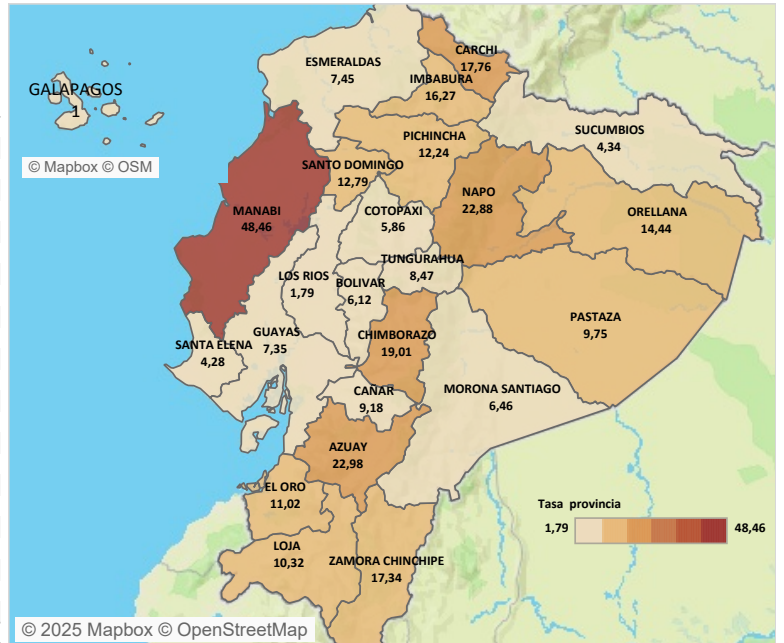 CARCHI
17,76
ESMERALDAS
7,45
IMBABURA
16,27
GALAPAGOS
1
© Mapbox © OSM
PICHINCHA
12,24
SUCUMBIOS
4,34
SANTO DOMINGO
12,79
NAPO
22,88
MANABI
48,46
COTOPAXI
5,86
ORELLANA
14,44
TUNGURAHUA
8,47
LOS RIOS
1,79
BOLIVAR
6,12
PASTAZA
9,75
GUAYAS
7,35
CHIMBORAZO
19,01
SANTA ELENA
4,28
CAÑAR
9,18
MORONA SANTIAGO
6,46
AZUAY
22,98
EL ORO
11,02
Tasa provincia
1,79 48,46
LOJA
10,32
ZAMORA CHINCHIPE
17,34
© 2025 Mapbox © OpenStreetMap